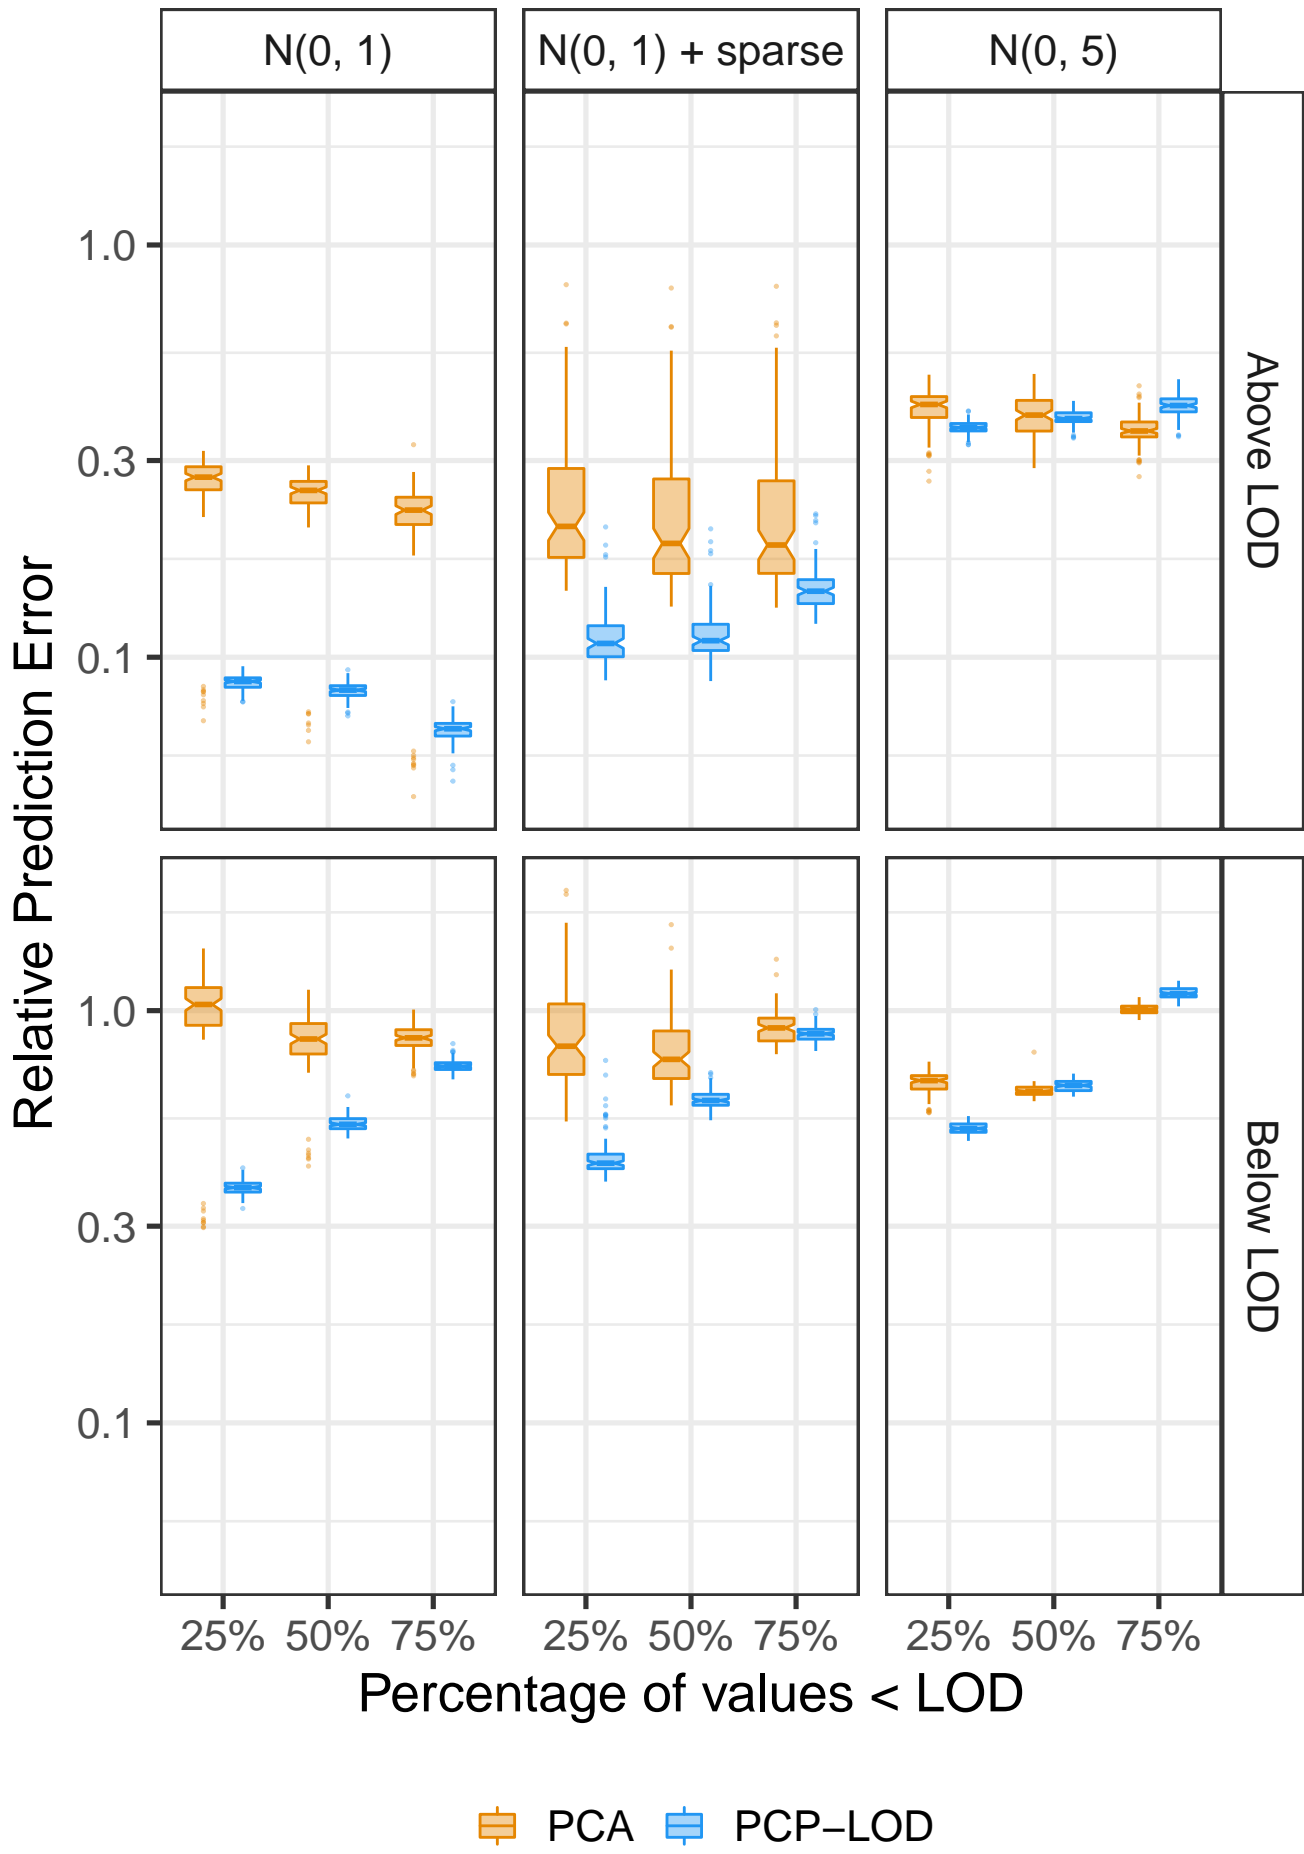 N(0, 1)
N(0, 1) + sparse
N(0, 5)
Relative Prediction Error
1.0
0.3
0.1
Above LOD
1.0
0.3
0.1
Below LOD
25% 50% 75%
25% 50% 75%
25% 50% 75%
Percentage of values < LOD
PCA
PCP−LOD